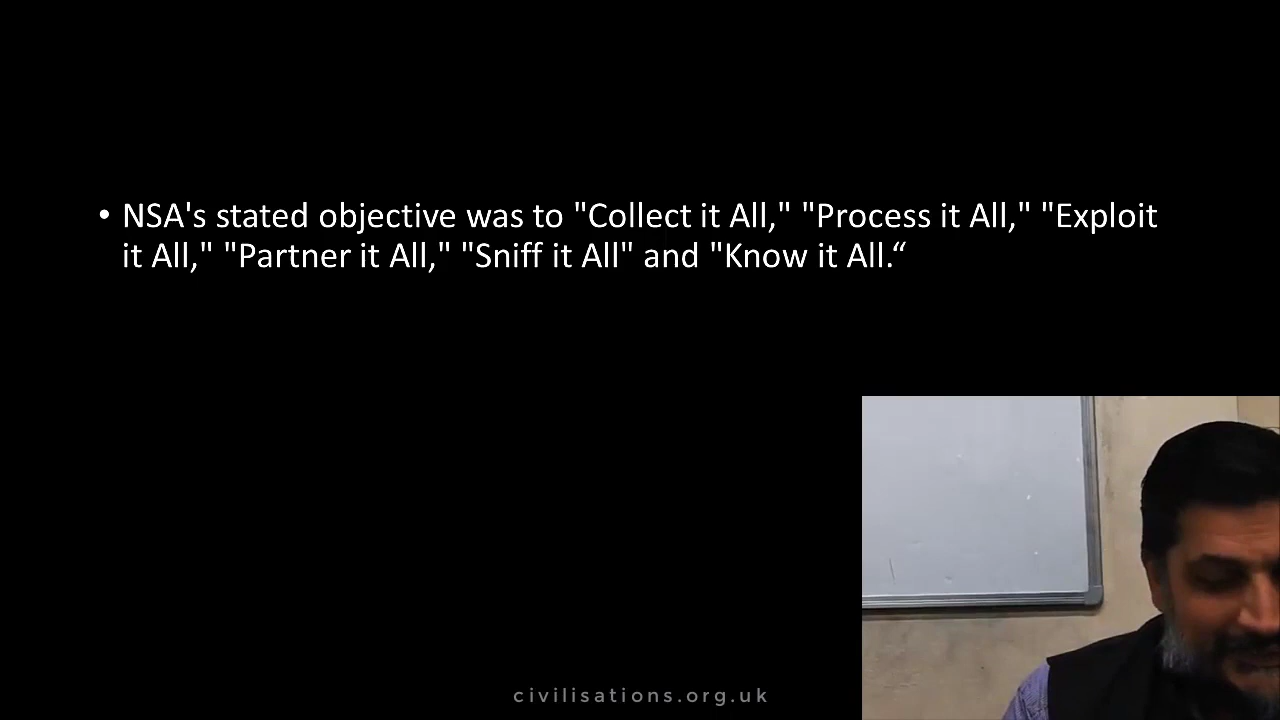 • NSA's stated objective was to "Collect it All," "Process it All," "Exploit
it All," "Partner it All," "Sniff it All" and "Know it All.“
civilisations.org.uk